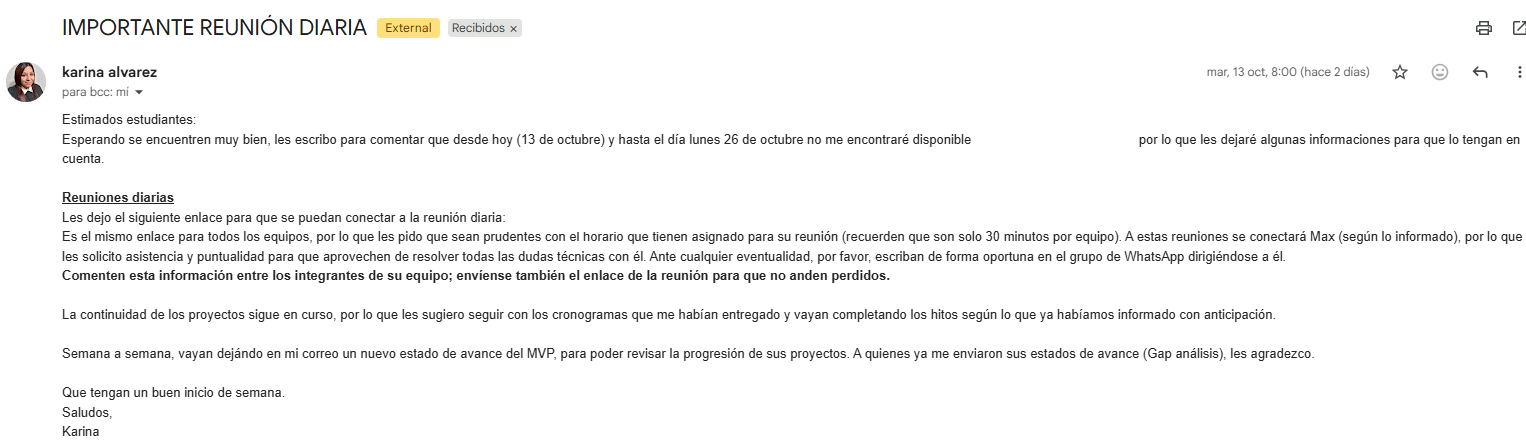 IMPORTANTE REUNIÓN DIARIA External Recibidos ×
karina alvarez mar, 13 oct, 8:00 (hace 2 días)
para bcc: mí
Estimados estudiantes:
Esperando se encuentren muy bien, les escribo para comentar que desde hoy (13 de octubre) y hasta el día lunes 26 de octubre no me encontraré disponible por lo que les dejaré algunas informaciones para que lo tengan en
cuenta.
Reuniones diarias
Les dejo el siguiente enlace para que se puedan conectar a la reunión diaria:
Es el mismo enlace para todos los equipos, por lo que les pido que sean prudentes con el horario que tienen asignado para su reunión (recuerden que son solo 30 minutos por equipo). A estas reuniones se conectará Max (según lo informado), por lo que
les solicito asistencia y puntualidad para que aprovechen de resolver todas las dudas técnicas con él. Ante cualquier eventualidad, por favor, escriban de forma oportuna en el grupo de WhatsApp dirigiéndose a él.
Comenten esta información entre los integrantes de su equipo; envíense también el enlace de la reunión para que no anden perdidos.
La continuidad de los proyectos sigue en curso, por lo que les sugiero seguir con los cronogramas que me habían entregado y vayan completando los hitos según lo que ya habíamos informado con anticipación.
Semana a semana, vayan dejándo en mi correo un nuevo estado de avance del MVP, para poder revisar la progresión de sus proyectos. A quienes ya me enviaron sus estados de avance (Gap análisis), les agradezco.
Que tengan un buen inicio de semana.
Saludos,
Karina